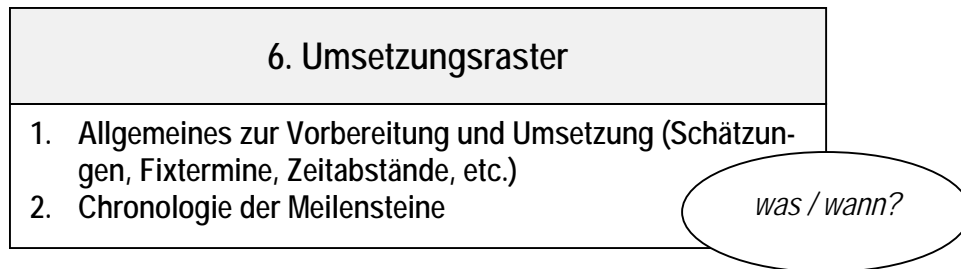 6. Umsetzungsraster
1. Allgemeines zur Vorbereitung und Umsetzung (Schätzun-
gen, Fixtermine, Zeitabstände, etc.)
2. Chronologie der Meilensteine
was / wann?